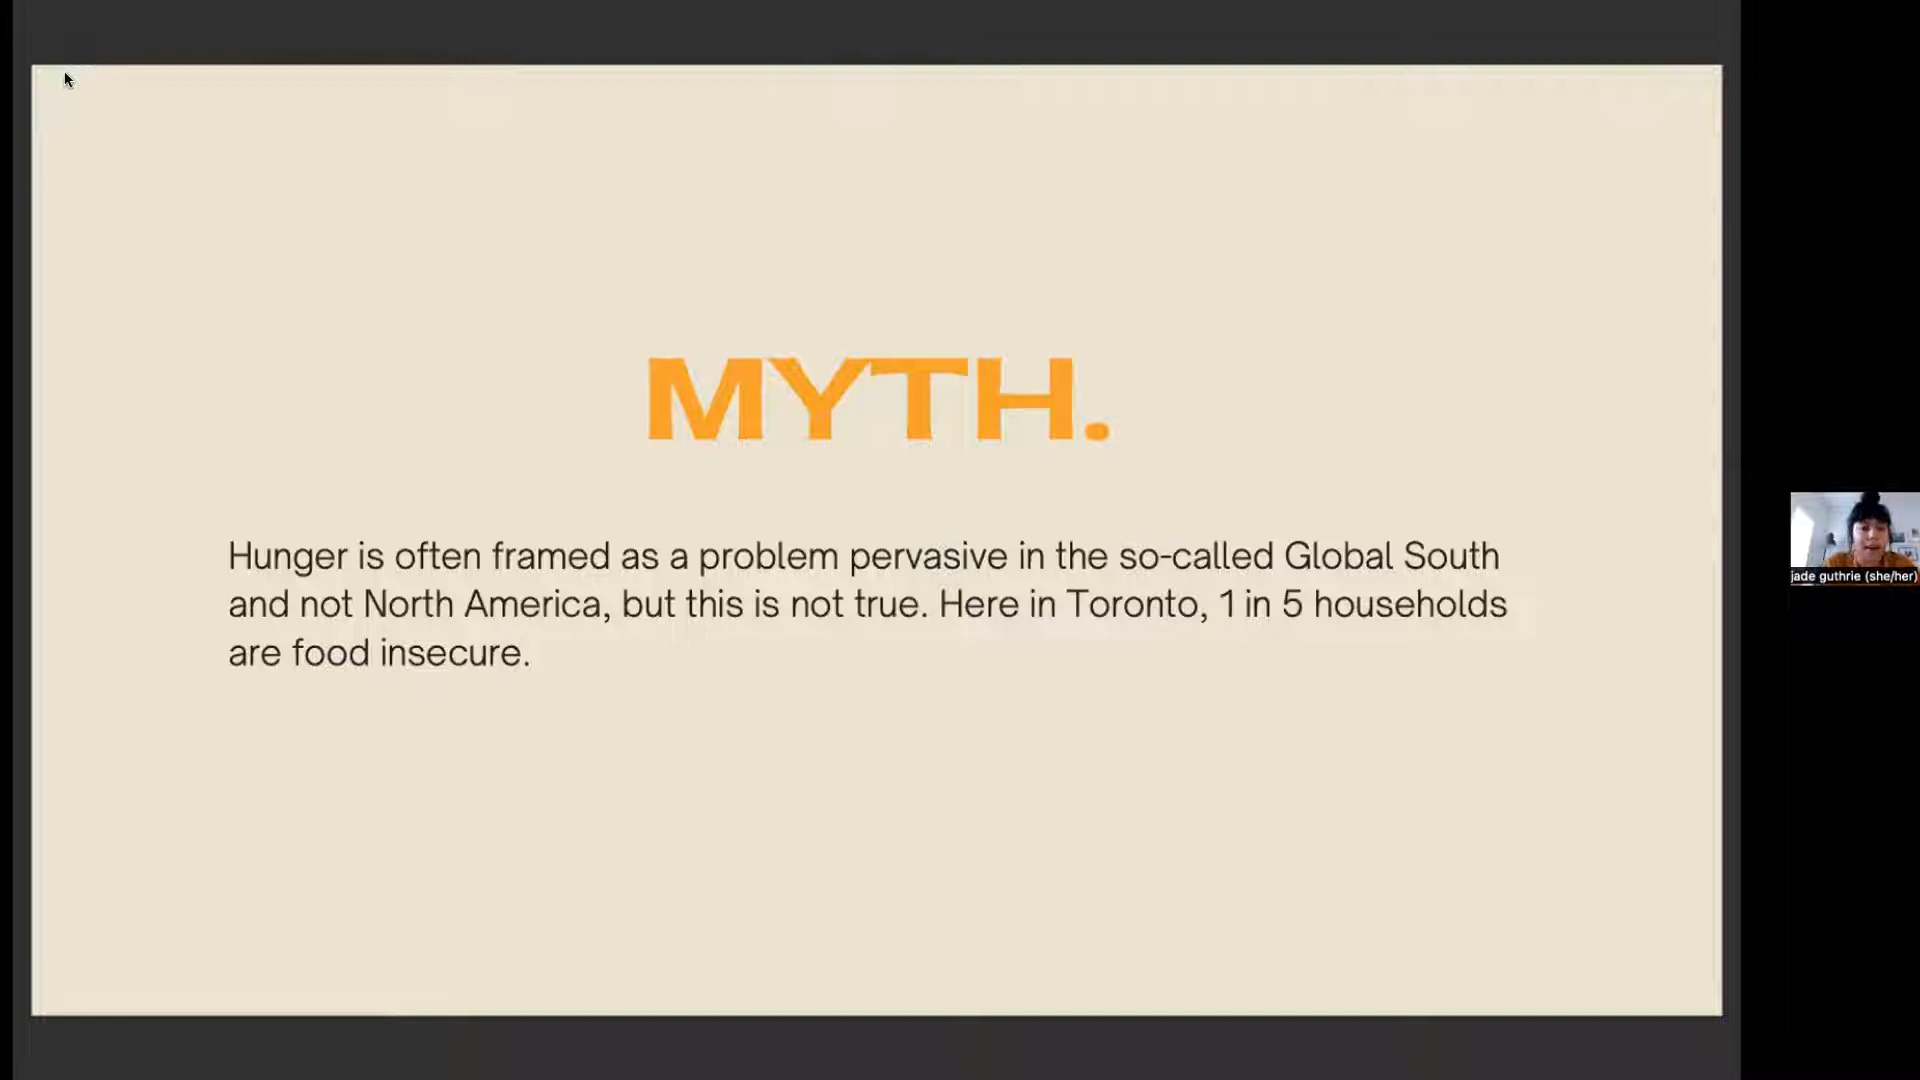 MYTH.
Hunger is often framed as a problem pervasive in the so-called Global South
and not North America, but this is not true. Here in Toronto, 1 in 5 households
are food insecure.
jade guthrie (she/her)